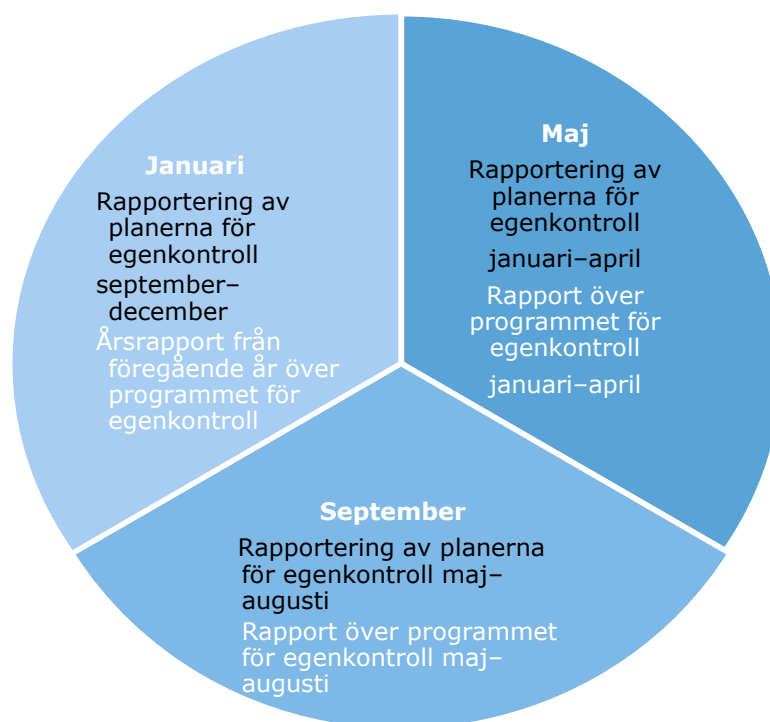 Januari
Rapportering av
planerna för
egenkontroll
september–
december
Årsrapport från
föregående år över
programmet för
egenkontroll
Maj
Rapportering av
planerna för
egenkontroll
januari–april
Rapport över
programmet för
egenkontroll
januari–april
September
Rapportering av planerna
för egenkontroll maj–
augusti
Rapport över programmet
för egenkontroll maj–
augusti